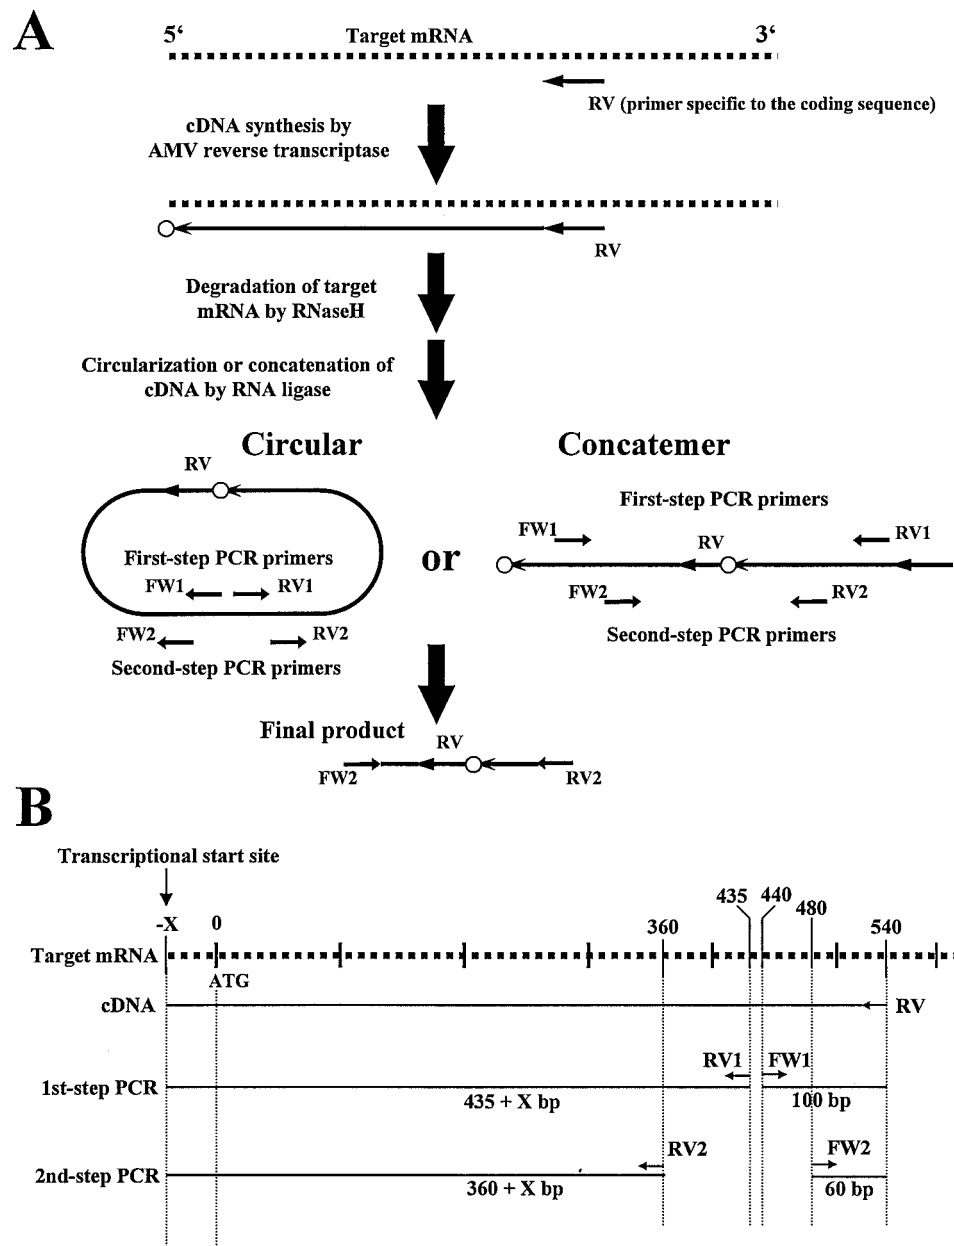 A
5‘ Target mRNA 3‘
RV (primer specific to the coding sequence)
cDNA synthesis by
AMV reverse transcriptase
RV
Degradation of target
mRNA by RNaseH
Circularization or concatenation of
cDNA by RNA ligase
Circular
RV
First-step PCR primers
FW1 RV1
FW2 RV2
Second-step PCR primers
or
Concatemer
First-step PCR primers
FW1 RV RV1
FW2 RV2
Second-step PCR primers
Final product
RV
FW2 RV2
B
Transcriptional start site
-X 0 360 435 440 480 540
Target mRNA
ATG
cDNA RV
RV1 FW1
1st-step PCR
435 + X bp 100 bp
RV2 FW2
2nd-step PCR
360 + X bp 60 bp